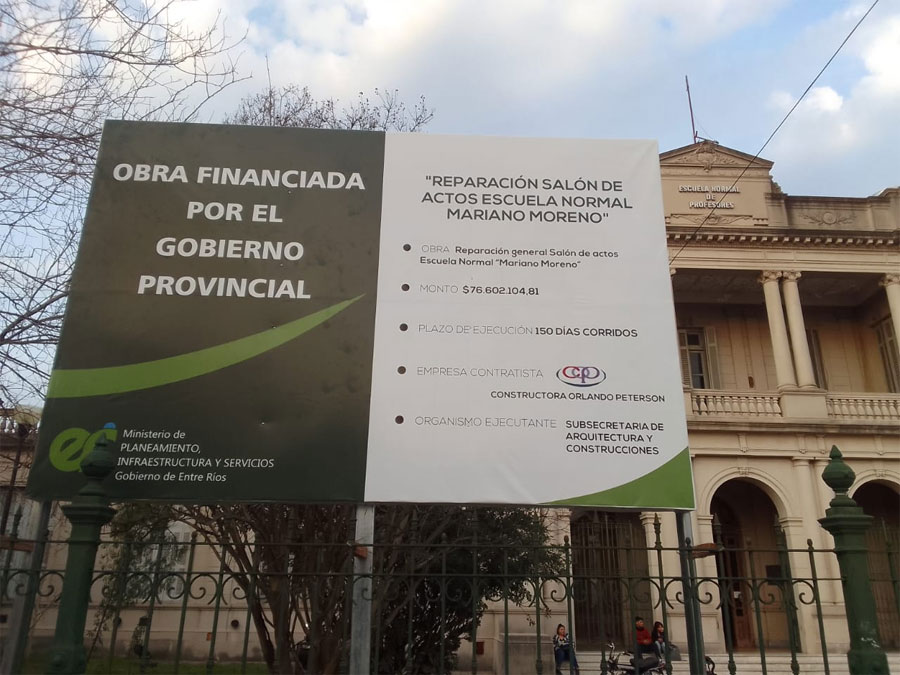 OBRA FINANCIADA
POR EL
GOBIERNO
PROVINCIAL
er
Ministerio de
PLANEAMIENTO,
INFRAESTRUCTURA Y SERVICIOS
Gobierno de Entre Ríos
"REPARACIÓN SALÓN DE
ACTOS ESCUELA NORMAL
MARIANO MORENO"
OBRA Reparación general Salón de actos
Escuela Normal "Mariano Moreno"
MONTO $76.602.104,81
PLAZO DE EJECUCIÓN 150 DÍAS CORRIDOS
EMPRESA CONTRATISTA ccp
CONSTRUCTORA ORLANDO PETERSON
ORGANISMO EJECUTANTE SUBSECRETARIA DE
ARQUITECTURA Y
CONSTRUCCIONES
ESCUELA NORMAL
DE
PROFESORES